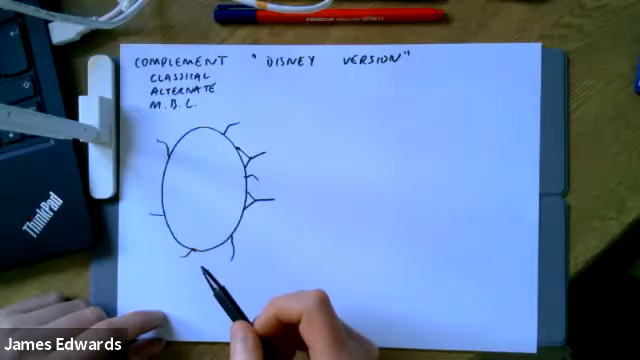 COMPLEMENT "DISNEY VERSION"
CLASSICAL
ALTERNATE
M.B.L.
ThinkPad
James Edwards